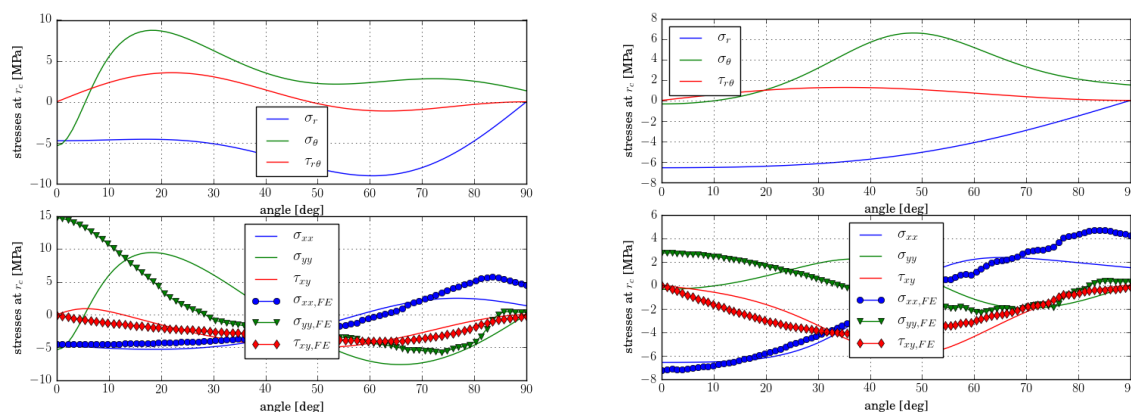 stresses at r_c [MPa]
10
5
0
−5
−10
σ_r
σ_θ
τ_rθ
0 10 20 30 40 50 60 70 80 90
angle [deg]
stresses at r_c [MPa]
8
6
4
2
0
−2
−4
−6
−8
σ_r
σ_θ
τ_rθ
0 10 20 30 40 50 60 70 80 90
angle [deg]
stresses at r_c [MPa]
15
10
5
0
−5
−10
σ_xx
σ_yy
τ_xy
σ_xx,FE
σ_yy,FE
τ_xy,FE
0 10 20 30 40 50 60 70 80 90
angle [deg]
stresses at r_c [MPa]
6
4
2
0
−2
−4
−6
−8
σ_xx
σ_yy
τ_xy
σ_xx,FE
σ_yy,FE
τ_xy,FE
0 10 20 30 40 50 60 70 80 90
angle [deg]